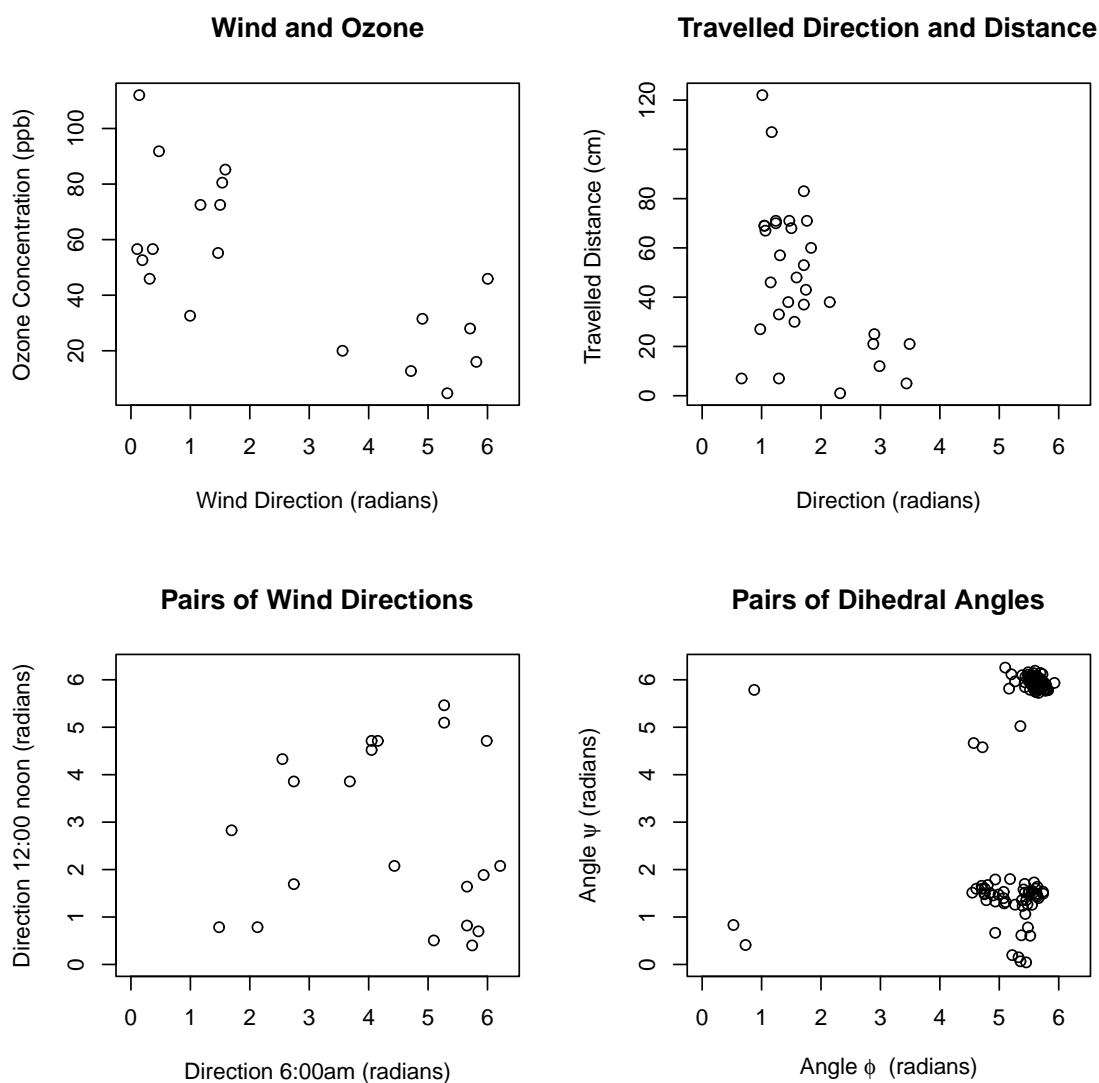 Wind and Ozone
Ozone Concentration (ppb)
20 40 60 80 100
0 1 2 3 4 5 6
Wind Direction (radians)
Travelled Direction and Distance
Travelled Distance (cm)
0 20 40 60 80 120
0 1 2 3 4 5 6
Direction (radians)
Pairs of Wind Directions
Direction 12:00 noon (radians)
0 1 2 3 4 5 6
0 1 2 3 4 5 6
Direction 6:00am (radians)
Pairs of Dihedral Angles
Angle ψ (radians)
0 1 2 3 4 5 6
0 1 2 3 4 5 6
Angle ϕ (radians)